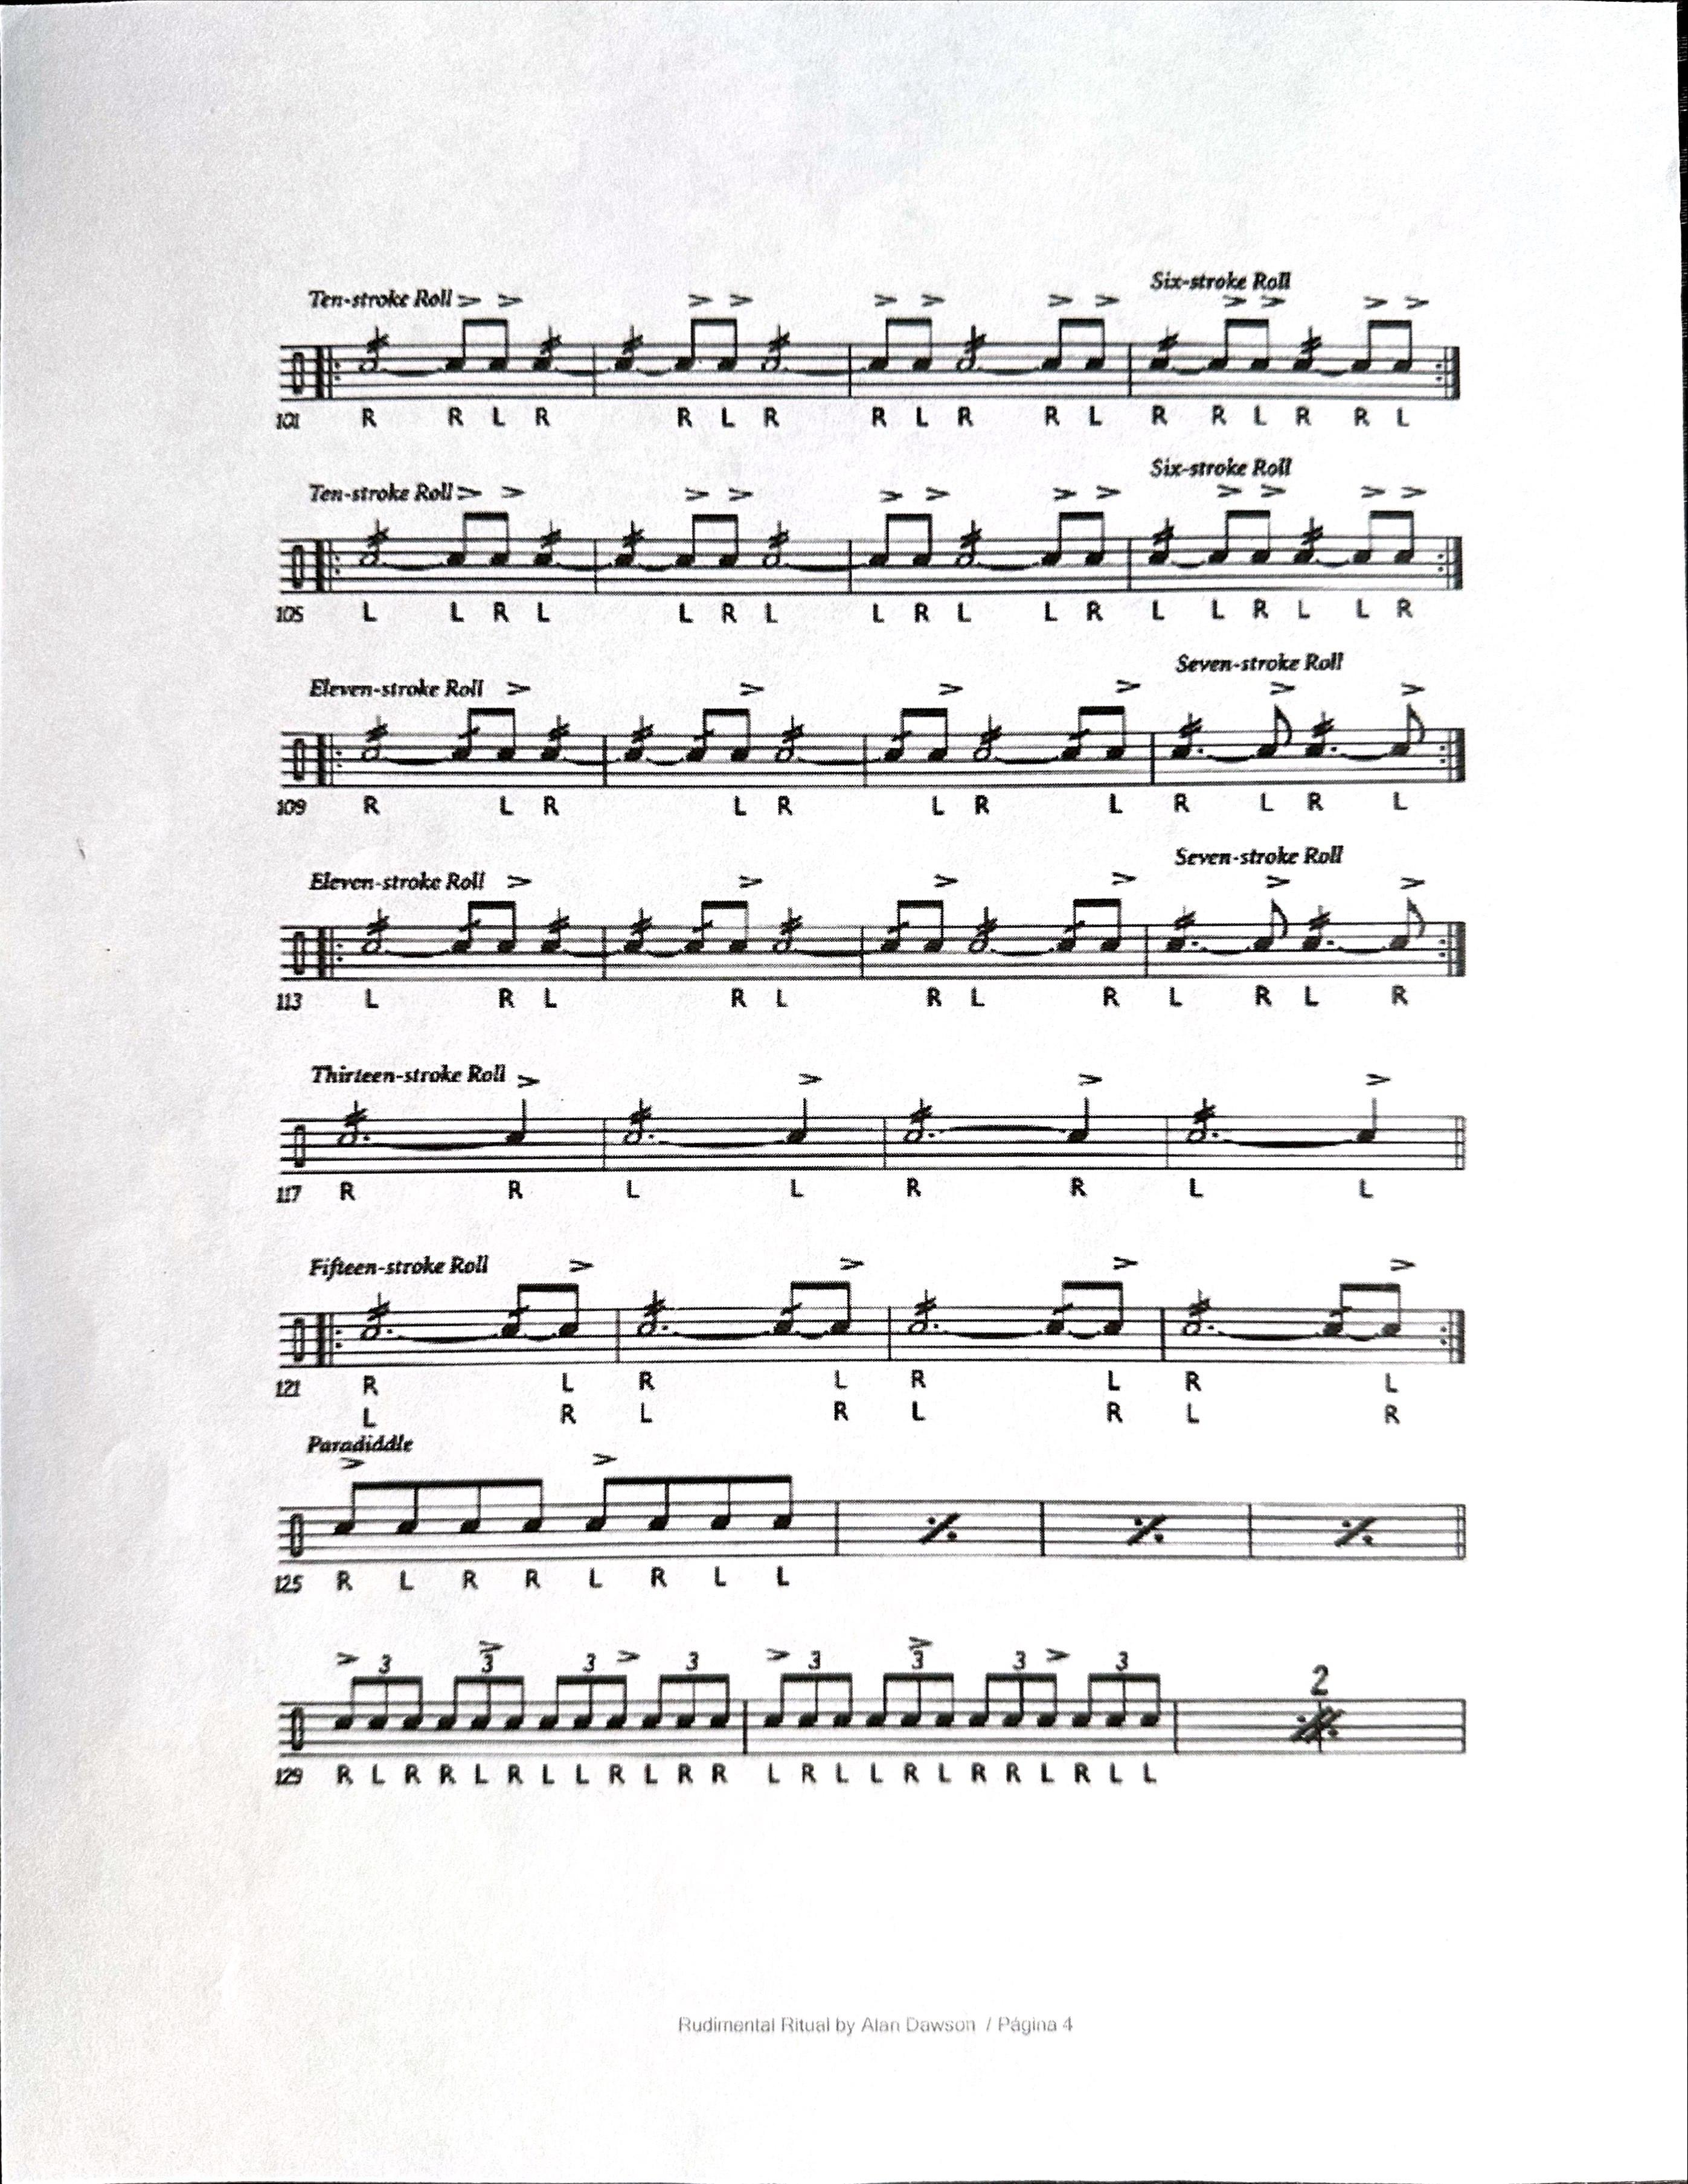 Six-stroke Roll
Ten-stroke Roll
101 R R L R R L R R L R R L R R L R R L
Six-stroke Roll
Ten-stroke Roll
105 L L R L L R L L R L L R L L R L L R
Seven-stroke Roll
Eleven-stroke Roll
109 R L R L R L R L R L R L
Seven-stroke Roll
Eleven-stroke Roll
113 L R L R L R L R L R L R
Thirteen-stroke Roll
117 R R L L R R L L
Fifteen-stroke Roll
121 R L R L R L R L
L R L R L R L R
Paradiddle
125 R L R R L R L L
3 3 3 3 3 3 3 3 2
129 R L R R L R L L R L R R L R L L R L R R L R L L
Rudimental Ritual by Alan Dawson / Página 4